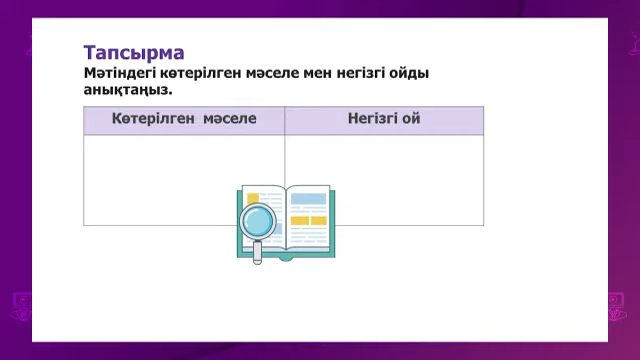 Тапсырма
Мәтіндегі көтерілген мәселе мен негізгі ойды
анықтаңыз.
Көтерілген мәселе
Негізгі ой